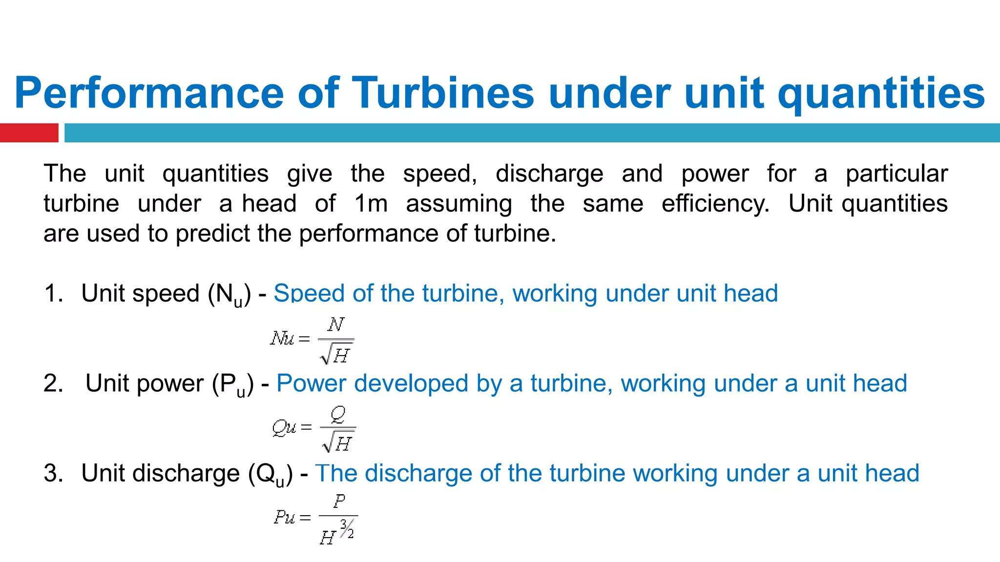 Performance of Turbines under unit quantities
The unit quantities give the speed, discharge and power for a particular
turbine under a head of 1m assuming the same efficiency. Unit quantities
are used to predict the performance of turbine.
1. Unit speed (Nu) - Speed of the turbine, working under unit head
Nu = N / √H
2. Unit power (Pu) - Power developed by a turbine, working under a unit head
Qu = Q / √H
3. Unit discharge (Qu) - The discharge of the turbine working under a unit head
Pu = P / H^3/2